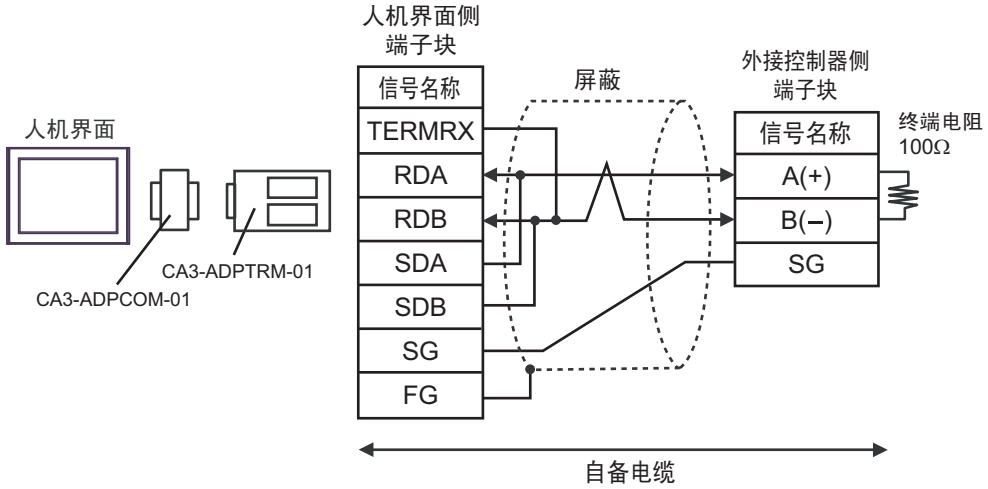 人机界面
CA3-ADPCOM-01
CA3-ADPTRM-01
人机界面侧
端子块
信号名称
TERMRX
RDA
RDB
SDA
SDB
SG
FG
屏蔽
外接控制器侧
端子块
信号名称
A(+)
B(−)
SG
终端电阻
100Ω
自备电缆